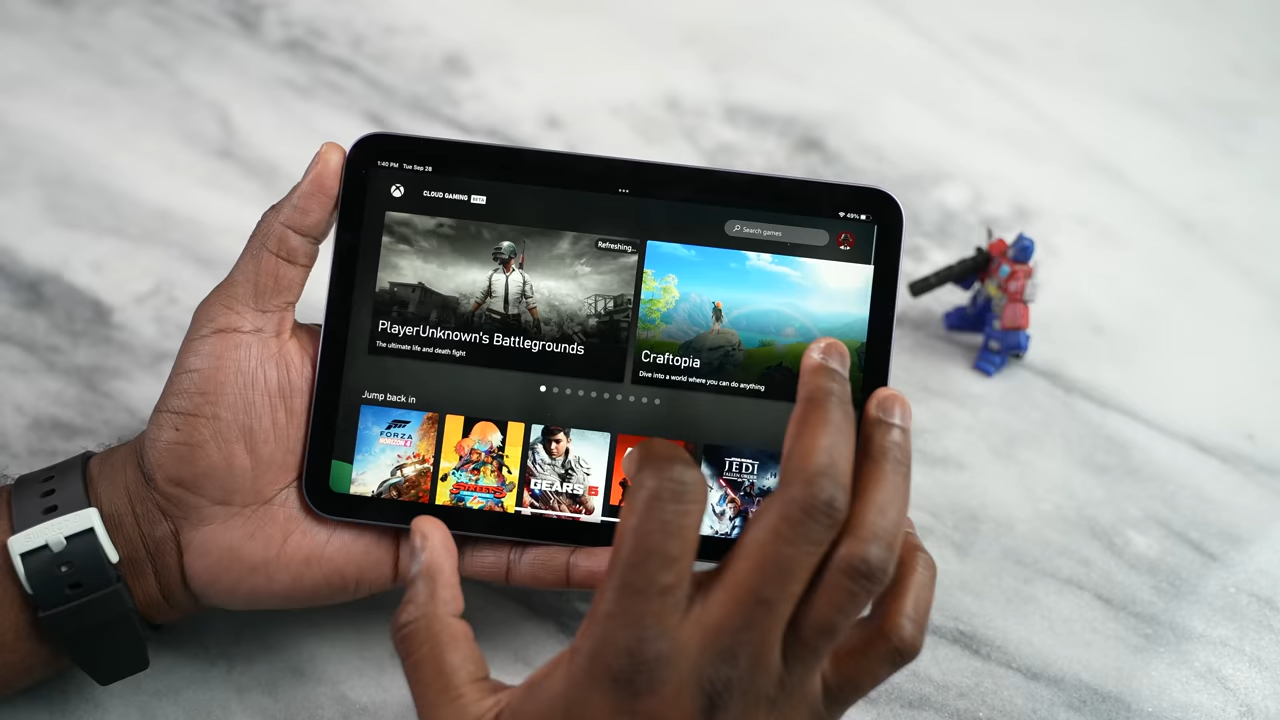 1:40 PM Tue Sep 28
49%
CLOUD GAMING BETA
Search games
Refreshing...
PlayerUnknown's Battlegrounds
The ultimate life and death fight
Craftopia
Dive into a world where you can do anything
Jump back in
FORZA
HORIZON 4
STREETS
GEARS 5
STAR WARS
JEDI
FALLEN ORDER